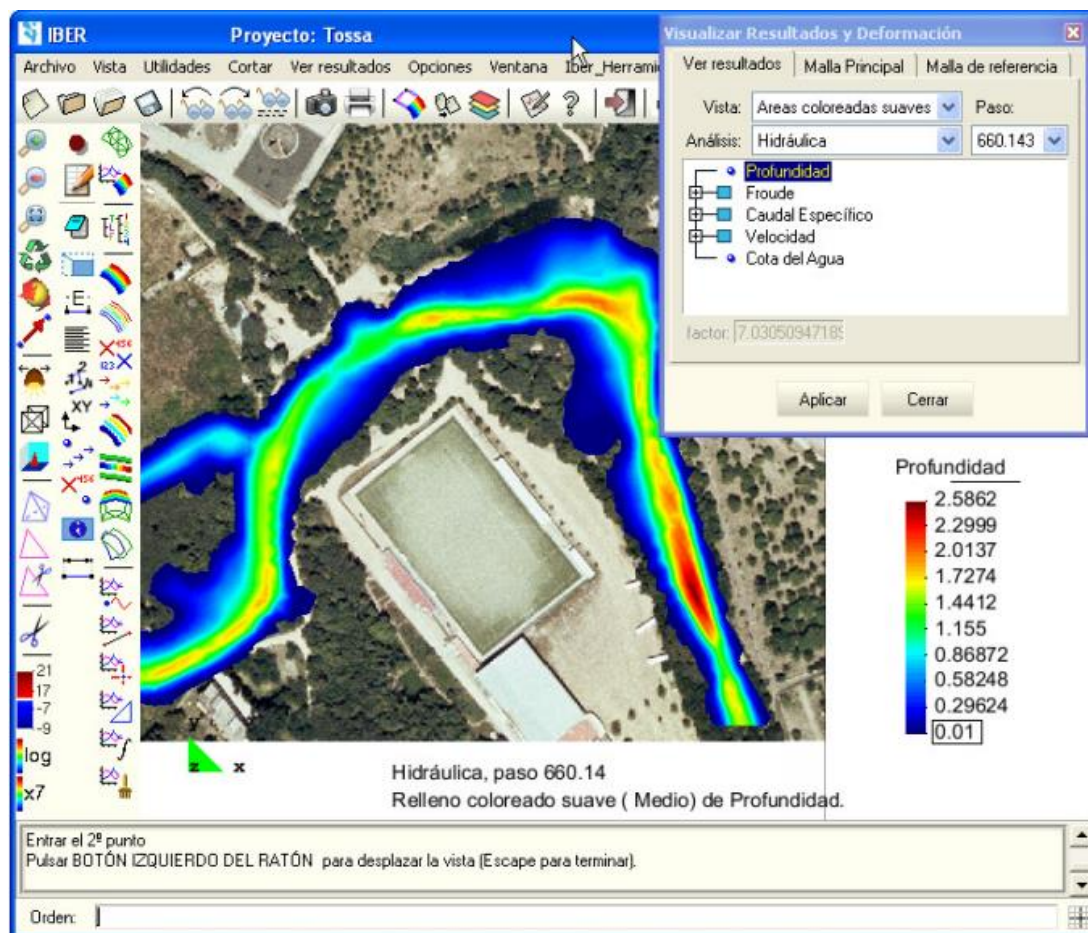 IBER Proyecto: Tossa
Visualizar Resultados y Deformación
Archivo Vista Utilidades Cortar Ver resultados Opciones Ventana Iber_Herrami
Ver resultados Malla Principal Malla de referencia
Vista: Areas coloreadas suaves Paso:
Análisis: Hidráulica 660.143
Profundidad
Froude
Caudal Específico
Velocidad
Cota del Agua
factor:
Aplicar Cerrar
E
XY
21
17
-7
-9
log
x7
Profundidad
2.5862
2.2999
2.0137
1.7274
1.4412
1.155
0.86872
0.58248
0.29624
0.01
y
z x
Hidráulica, paso 660.14
Relleno coloreado suave ( Medio) de Profundidad.
Entrar el 2º punto
Pulsar BOTÓN IZQUIERDO DEL RATÓN para desplazar la vista (Escape para terminar).
Orden: